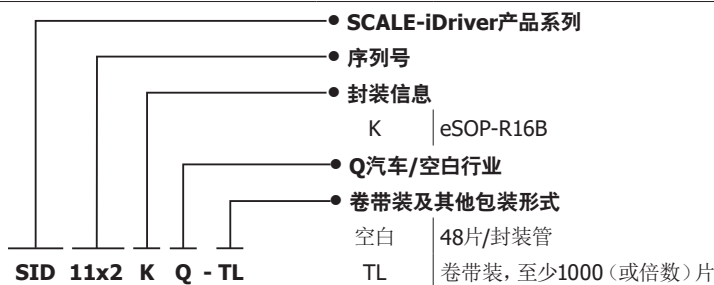 SCALE-iDriver产品系列
序列号
封装信息
K eSOP-R16B
Q汽车/空白行业
卷带装及其他包装形式
空白 48片/封装管
TL 卷带装，至少1000（或倍数）片
SID 11x2 K Q - TL